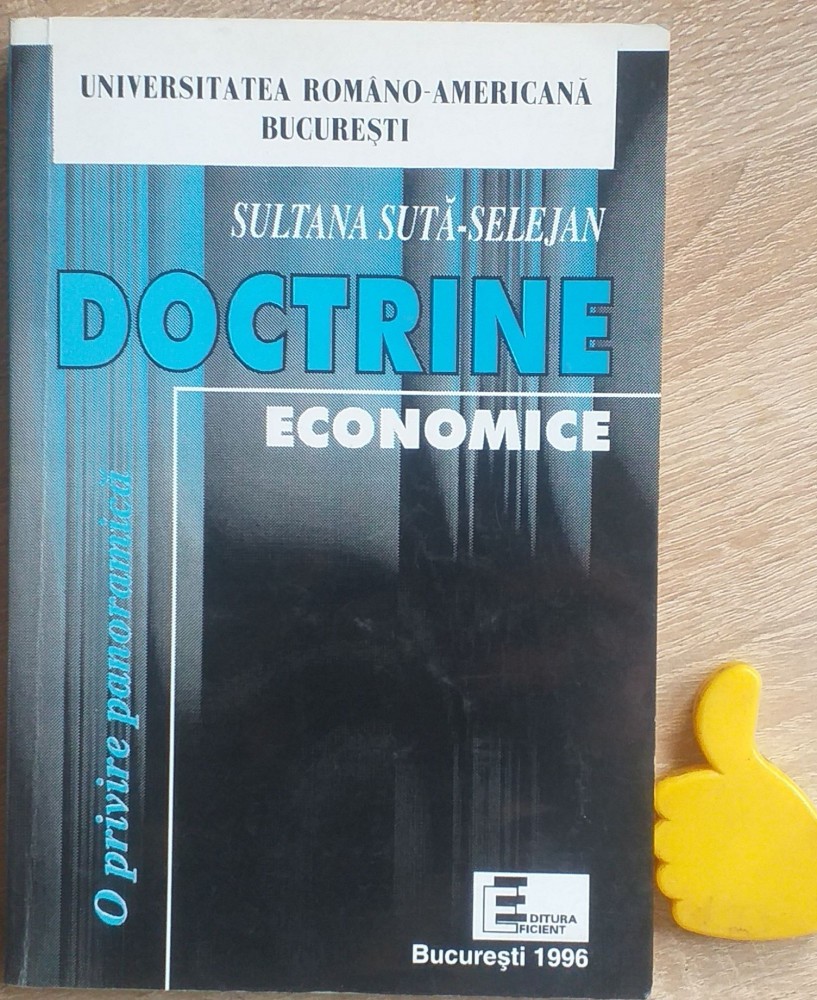 UNIVERSITATEA ROMÂNO-AMERICANĂ
BUCUREŞTI
SULTANA SUTĂ-SELEJAN
DOCTRINE
ECONOMICE
O privire panoramică
EDITURA
EFICIENT
Bucureşti 1996